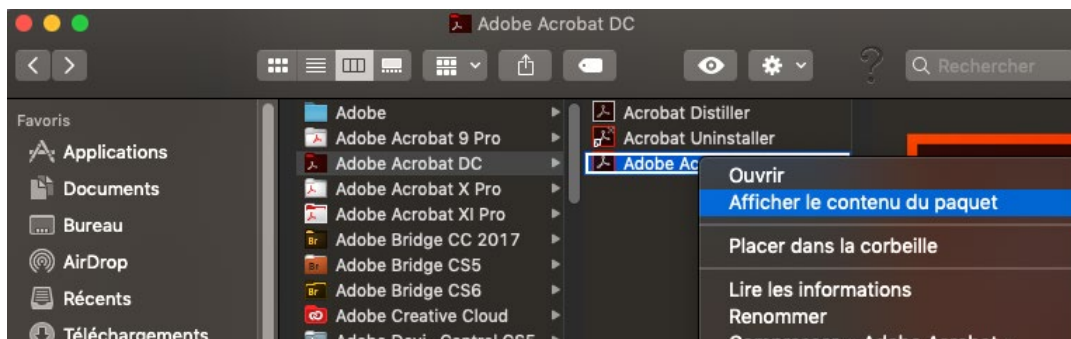 Adobe Acrobat DC
Rechercher
Favoris
Applications
Documents
Bureau
AirDrop
Récents
Téléchargements
Adobe
Adobe Acrobat 9 Pro
Adobe Acrobat DC
Adobe Acrobat X Pro
Adobe Acrobat XI Pro
Adobe Bridge CC 2017
Adobe Bridge CS5
Adobe Bridge CS6
Adobe Creative Cloud
Acrobat Distiller
Acrobat Uninstaller
Adobe Ac
Ouvrir
Afficher le contenu du paquet
Placer dans la corbeille
Lire les informations
Renommer